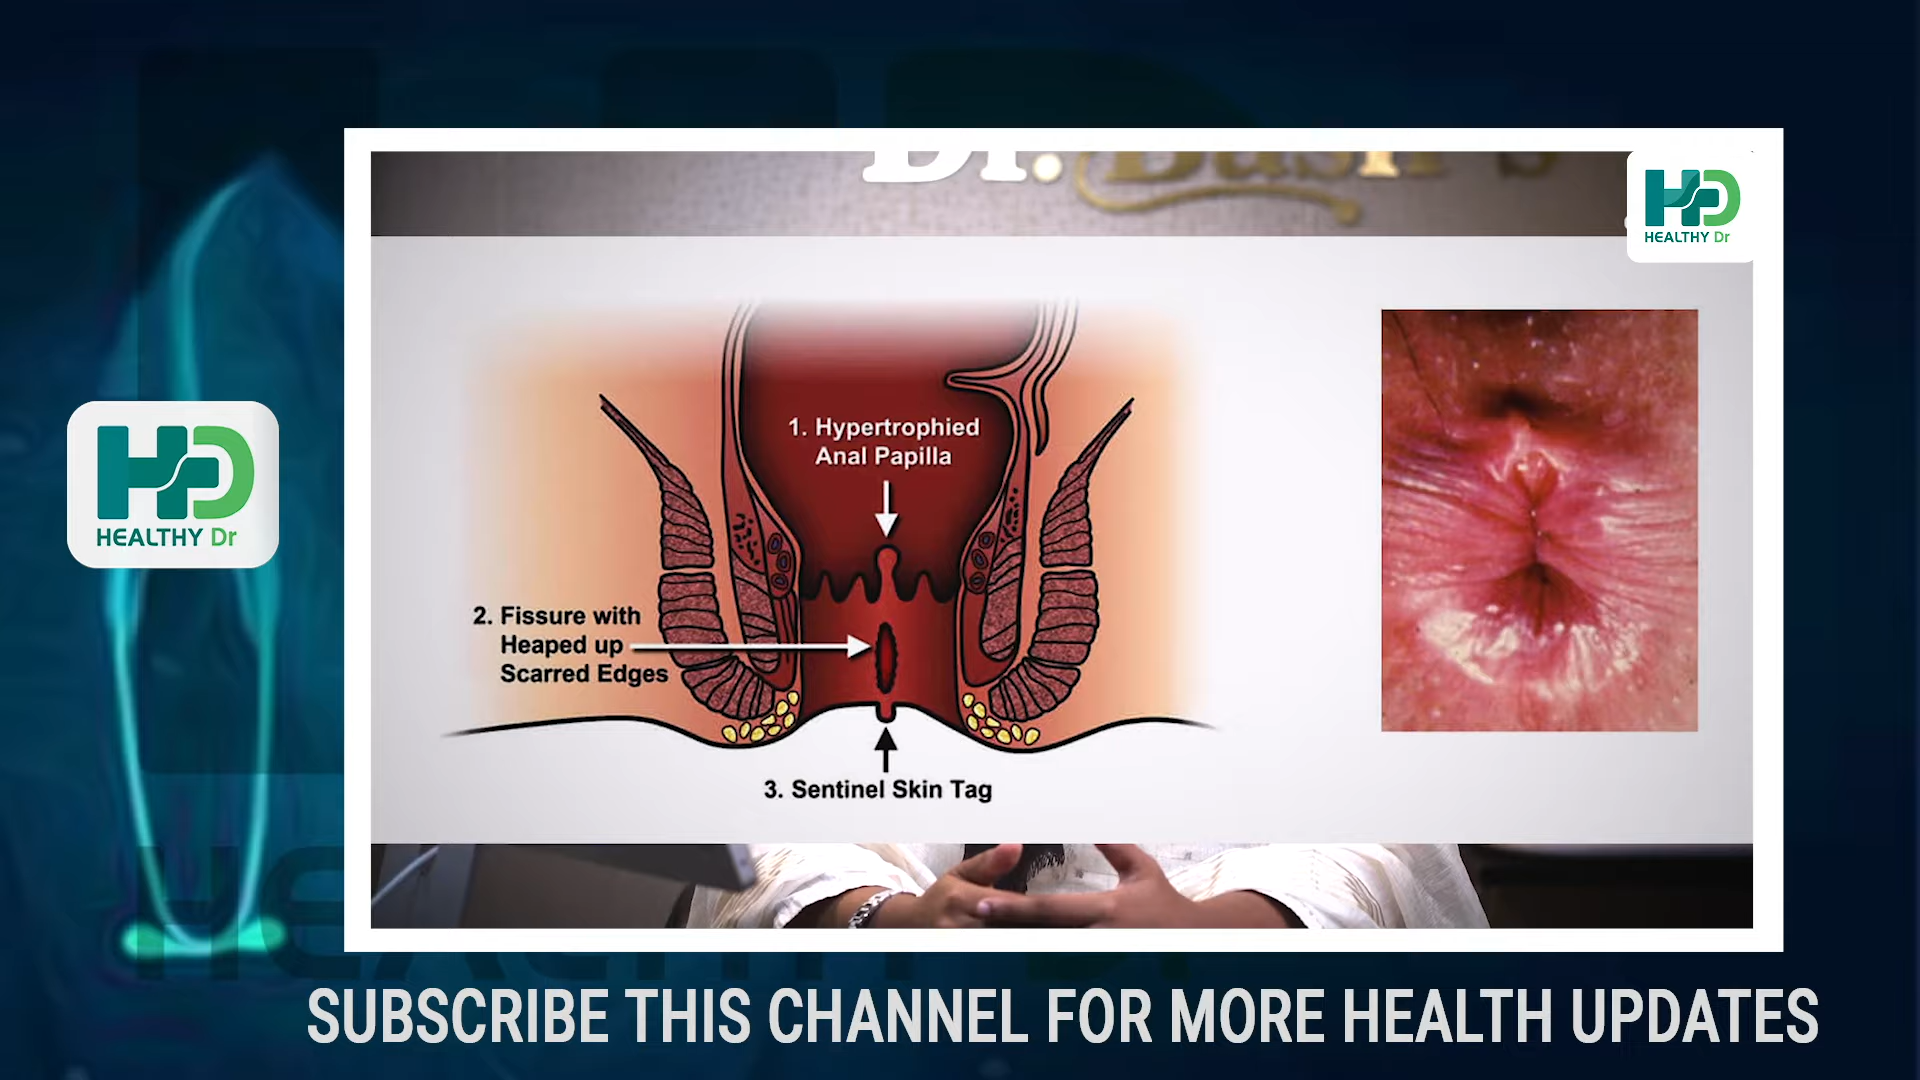 Dr.
HEALTHY Dr
1. Hypertrophied
Anal Papilla
2. Fissure with
Heaped up
Scarred Edges
3. Sentinel Skin Tag
HEALTHY Dr
SUBSCRIBE THIS CHANNEL FOR MORE HEALTH UPDATES